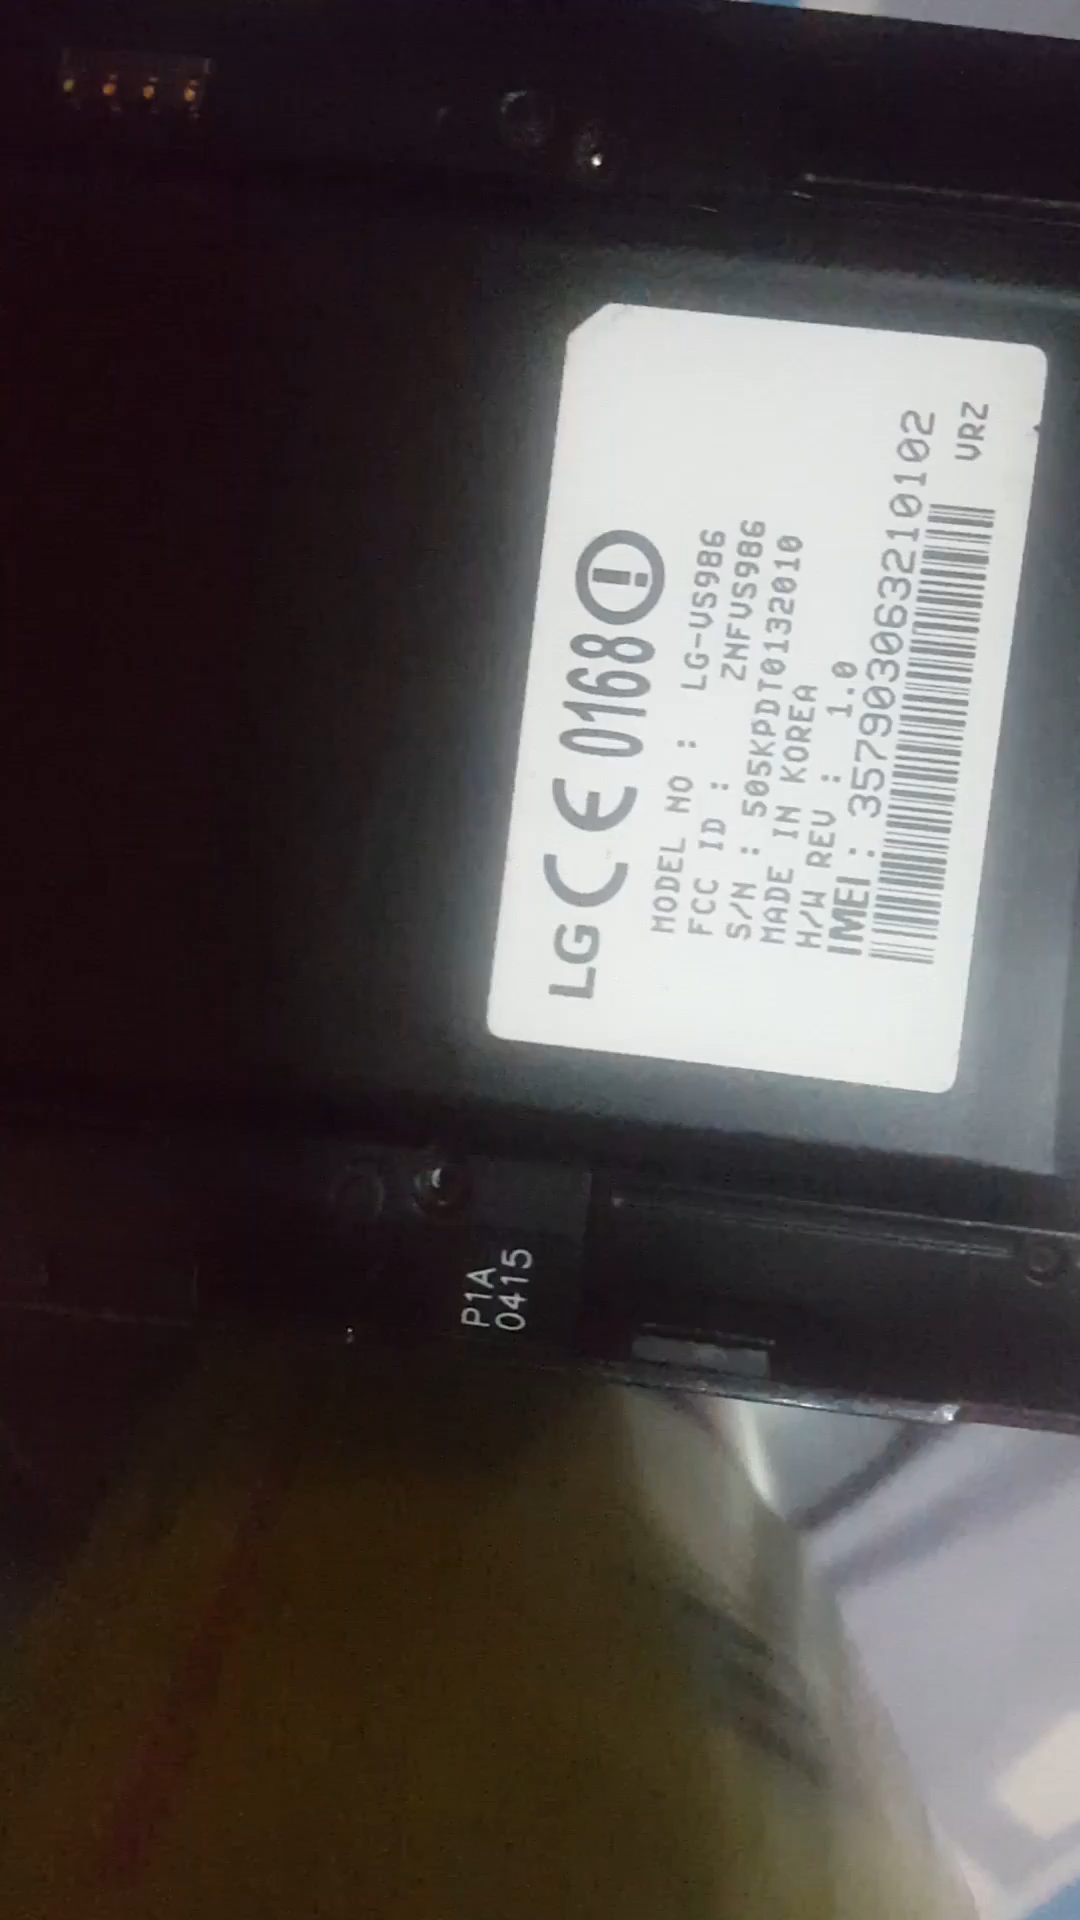 LG CE 0168
MODEL NO : LG-VS986
FCC ID : ZNFVS986
S/N : 505KPDT0132010
MADE IN KOREA
H/W REV : 1.0
IMEI : 357903063210102
VRZ
P1A
0415